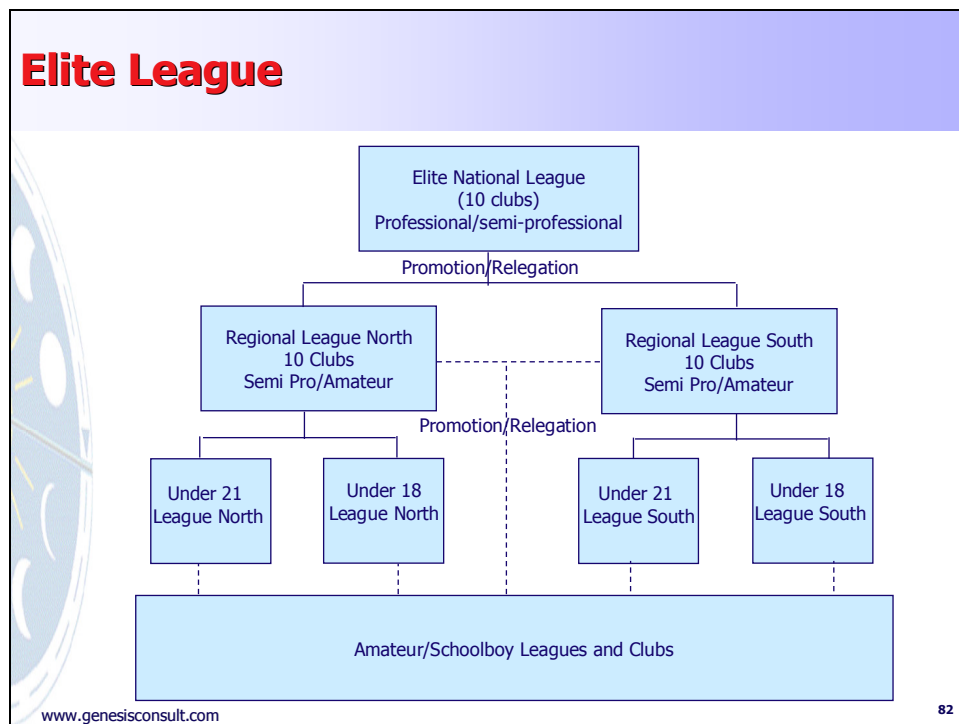 Elite League
Elite National League
(10 clubs)
Professional/semi-professional
Promotion/Relegation
Regional League North
10 Clubs
Semi Pro/Amateur
Regional League South
10 Clubs
Semi Pro/Amateur
Promotion/Relegation
Under 21
League North
Under 18
League North
Under 21
League South
Under 18
League South
Amateur/Schoolboy Leagues and Clubs
www.genesisconsult.com
82